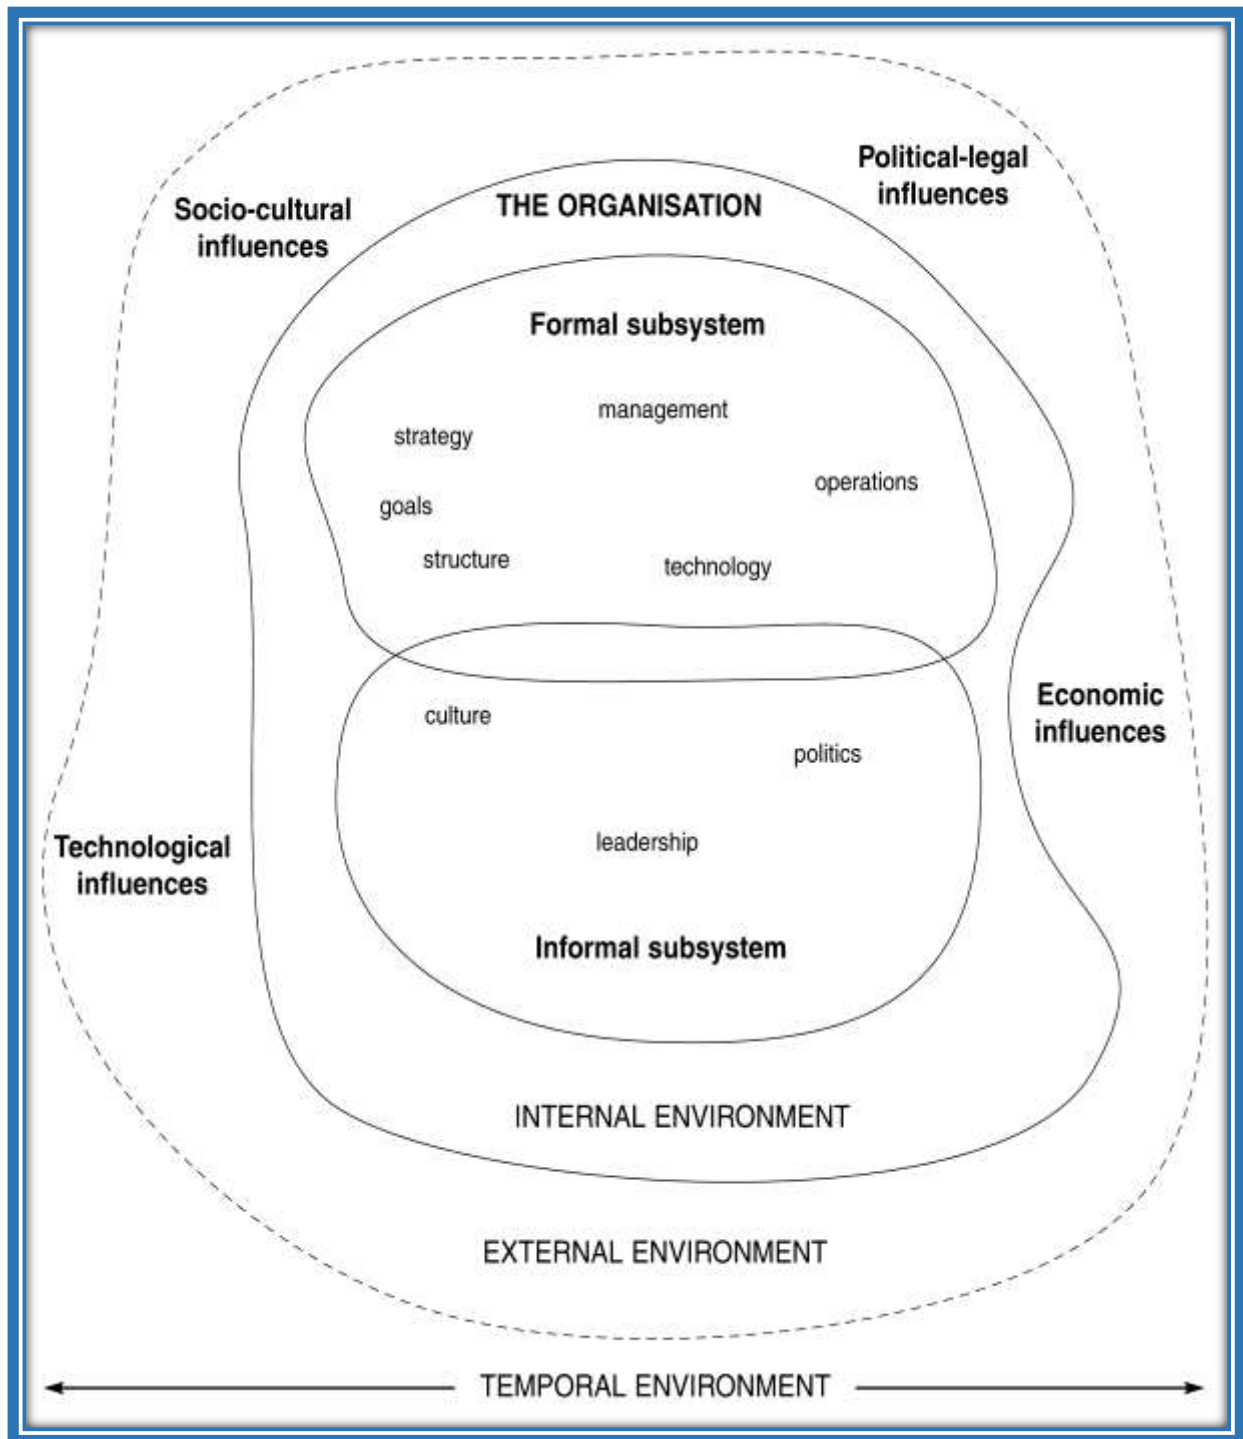 Political-legal
influences
Socio-cultural
influences
THE ORGANISATION
Formal subsystem
management
strategy
operations
goals
structure
technology
culture
politics
Economic
influences
leadership
Technological
influences
Informal subsystem
INTERNAL ENVIRONMENT
EXTERNAL ENVIRONMENT
TEMPORAL ENVIRONMENT